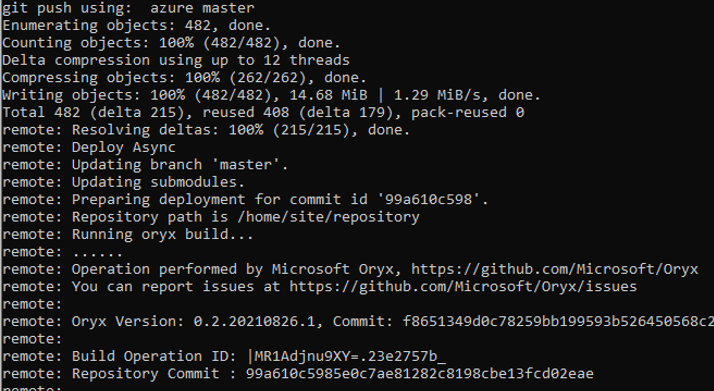 git push using:  azure master
Enumerating objects: 482, done.
Counting objects: 100% (482/482), done.
Delta compression using up to 12 threads
Compressing objects: 100% (262/262), done.
Writing objects: 100% (482/482), 14.68 MiB | 1.29 MiB/s, done.
Total 482 (delta 215), reused 408 (delta 179), pack-reused 0
remote: Resolving deltas: 100% (215/215), done.
remote: Deploy Async
remote: Updating branch 'master'.
remote: Updating submodules.
remote: Preparing deployment for commit id '99a610c598'.
remote: Repository path is /home/site/repository
remote: Running oryx build...
remote: ......
remote: Operation performed by Microsoft Oryx, https://github.com/Microsoft/Oryx
remote: You can report issues at https://github.com/Microsoft/Oryx/issues
remote:
remote: Oryx Version: 0.2.20210826.1, Commit: f8651349d0c78259bb199593b526450568c2
remote:
remote: Build Operation ID: |MR1Adjnu9XY=.23e2757b_
remote: Repository Commit : 99a610c5985e0c7ae81282c8198cbe13fcd02eae
remote: